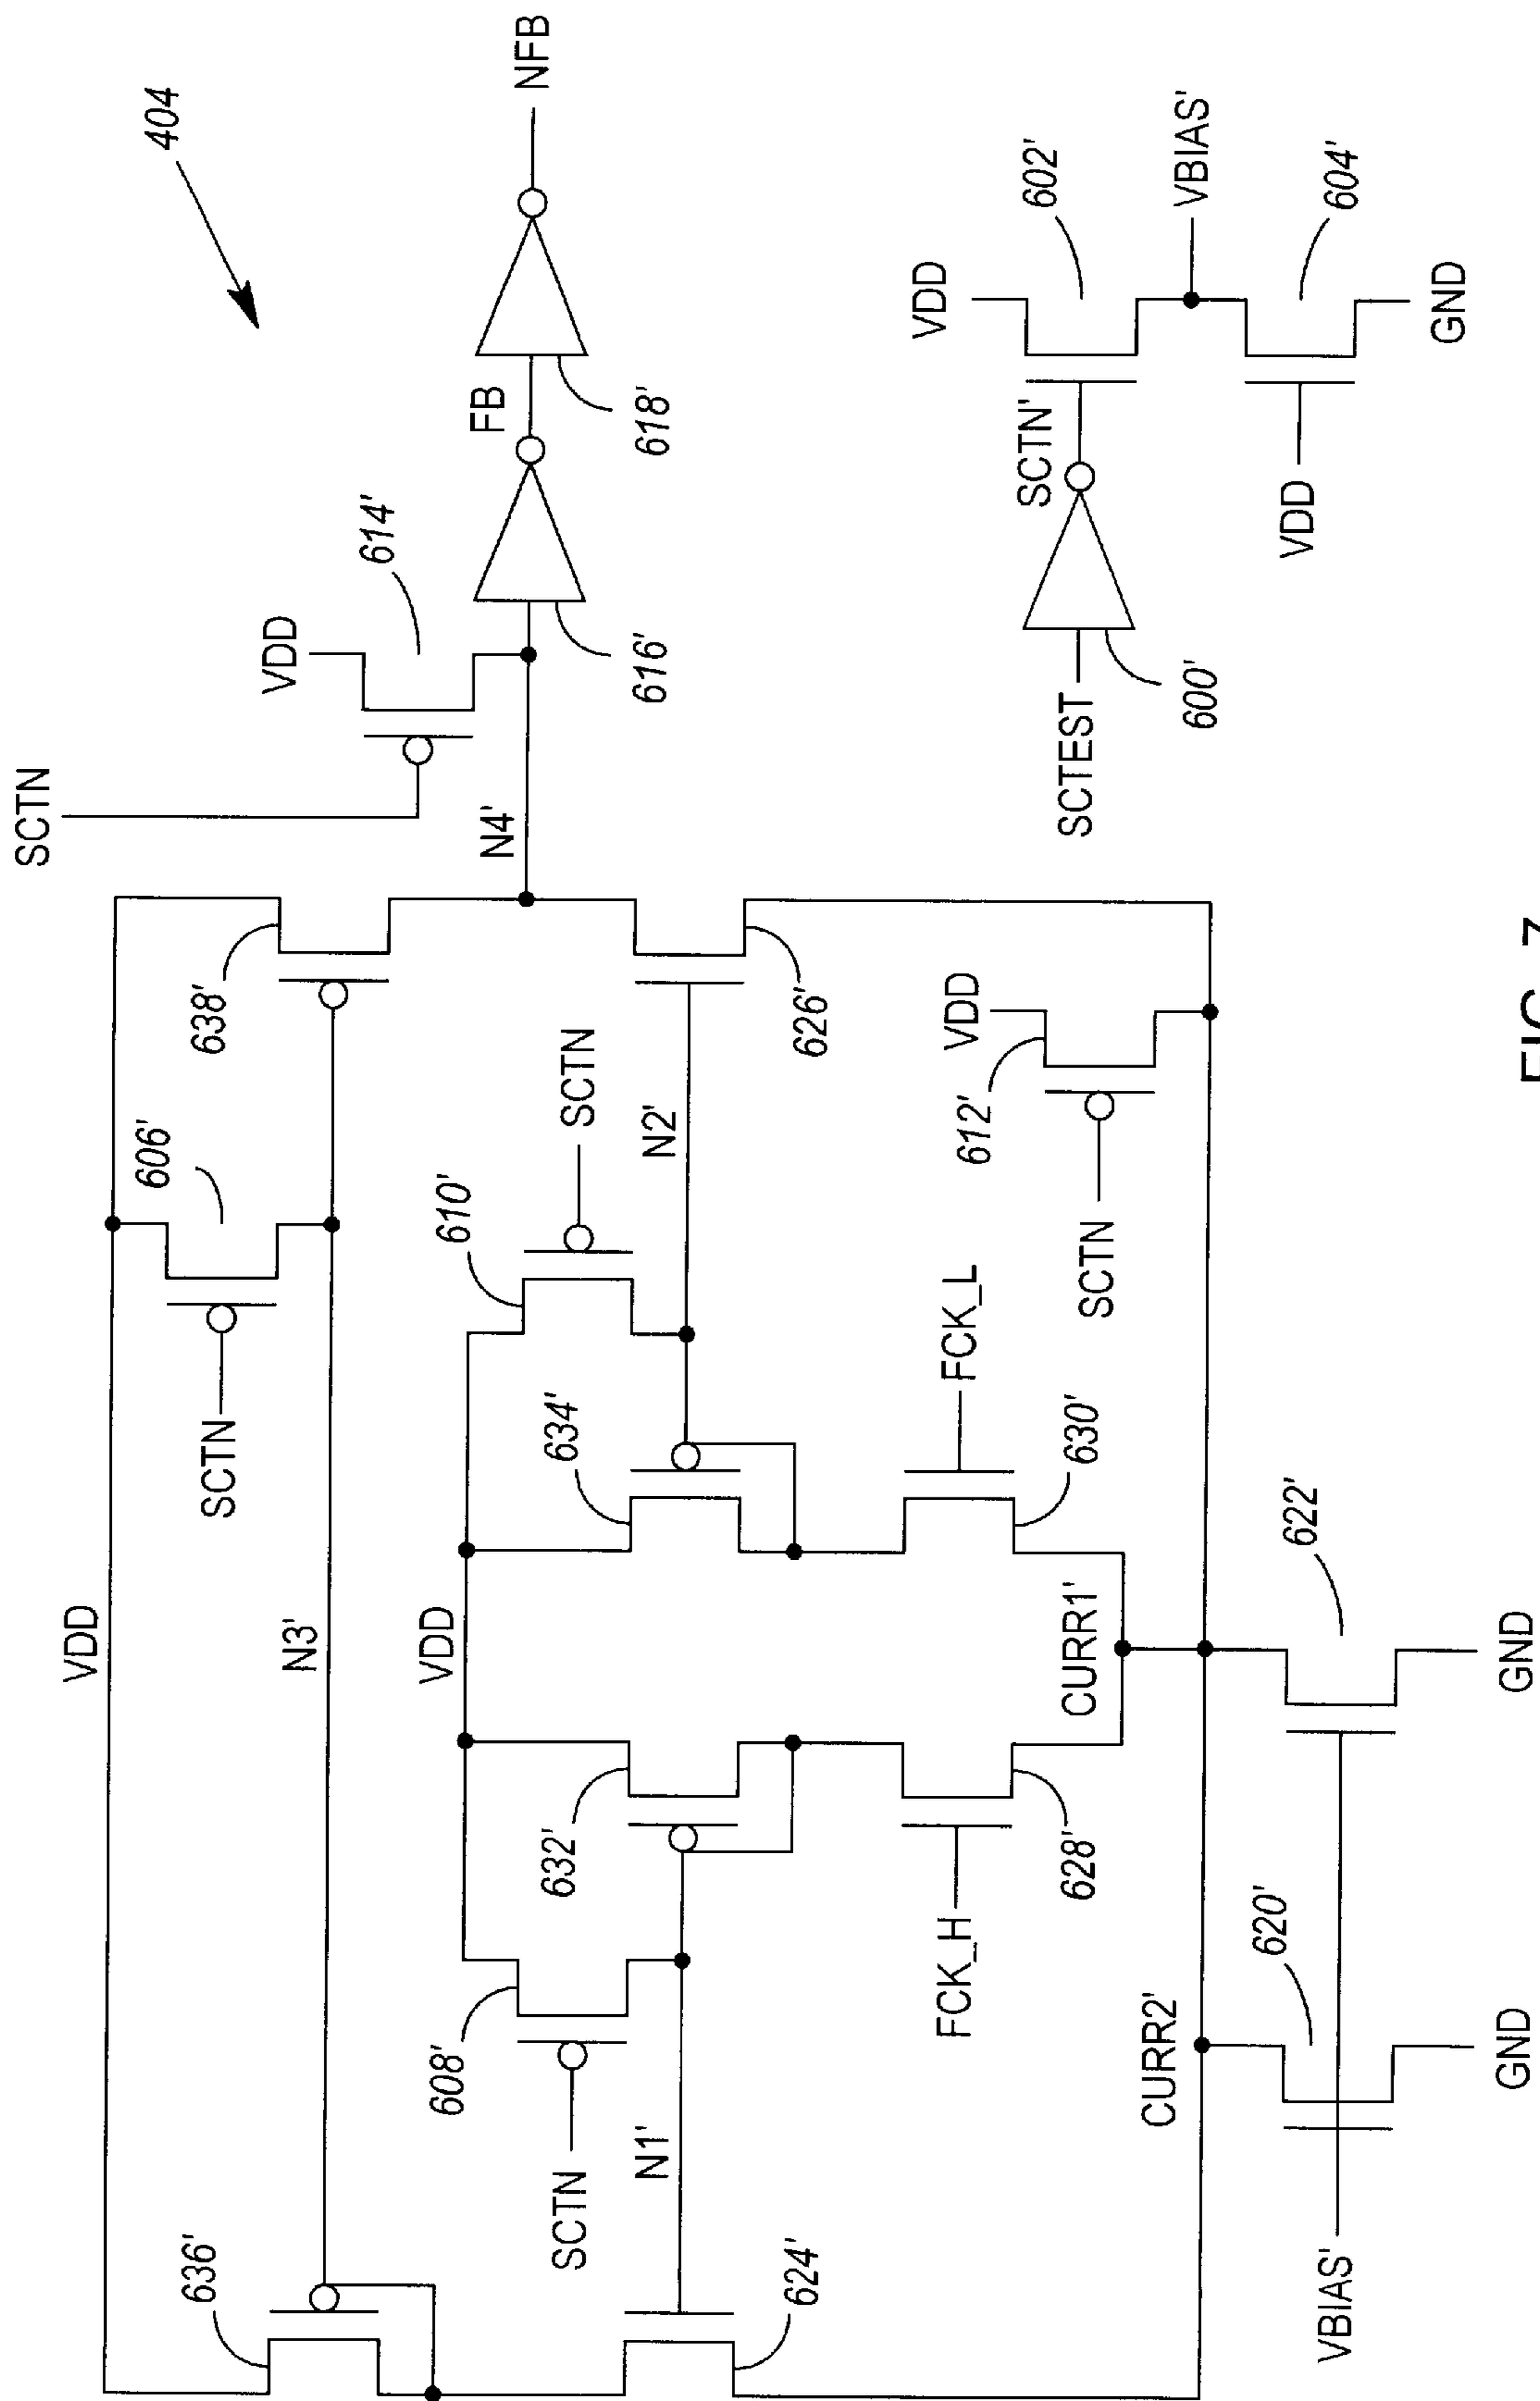 404
SCTN
VDD
614'
NFB
FB
616'
618'
N4'
VDD
606'
638'
SCTN
N3'
636'
VDD
610'
SCTN
N2'
626'
634'
632'
608'
SCTN
N1'
624'
FCK_L
630'
FCK_H
628'
CURR1'
VDD
612'
SCTN
CURR2'
620'
622'
GND
GND
VBIAS'
SCTEST
600'
SCTN'
VDD
602'
VBIAS'
604'
VDD
GND
FIG. 7